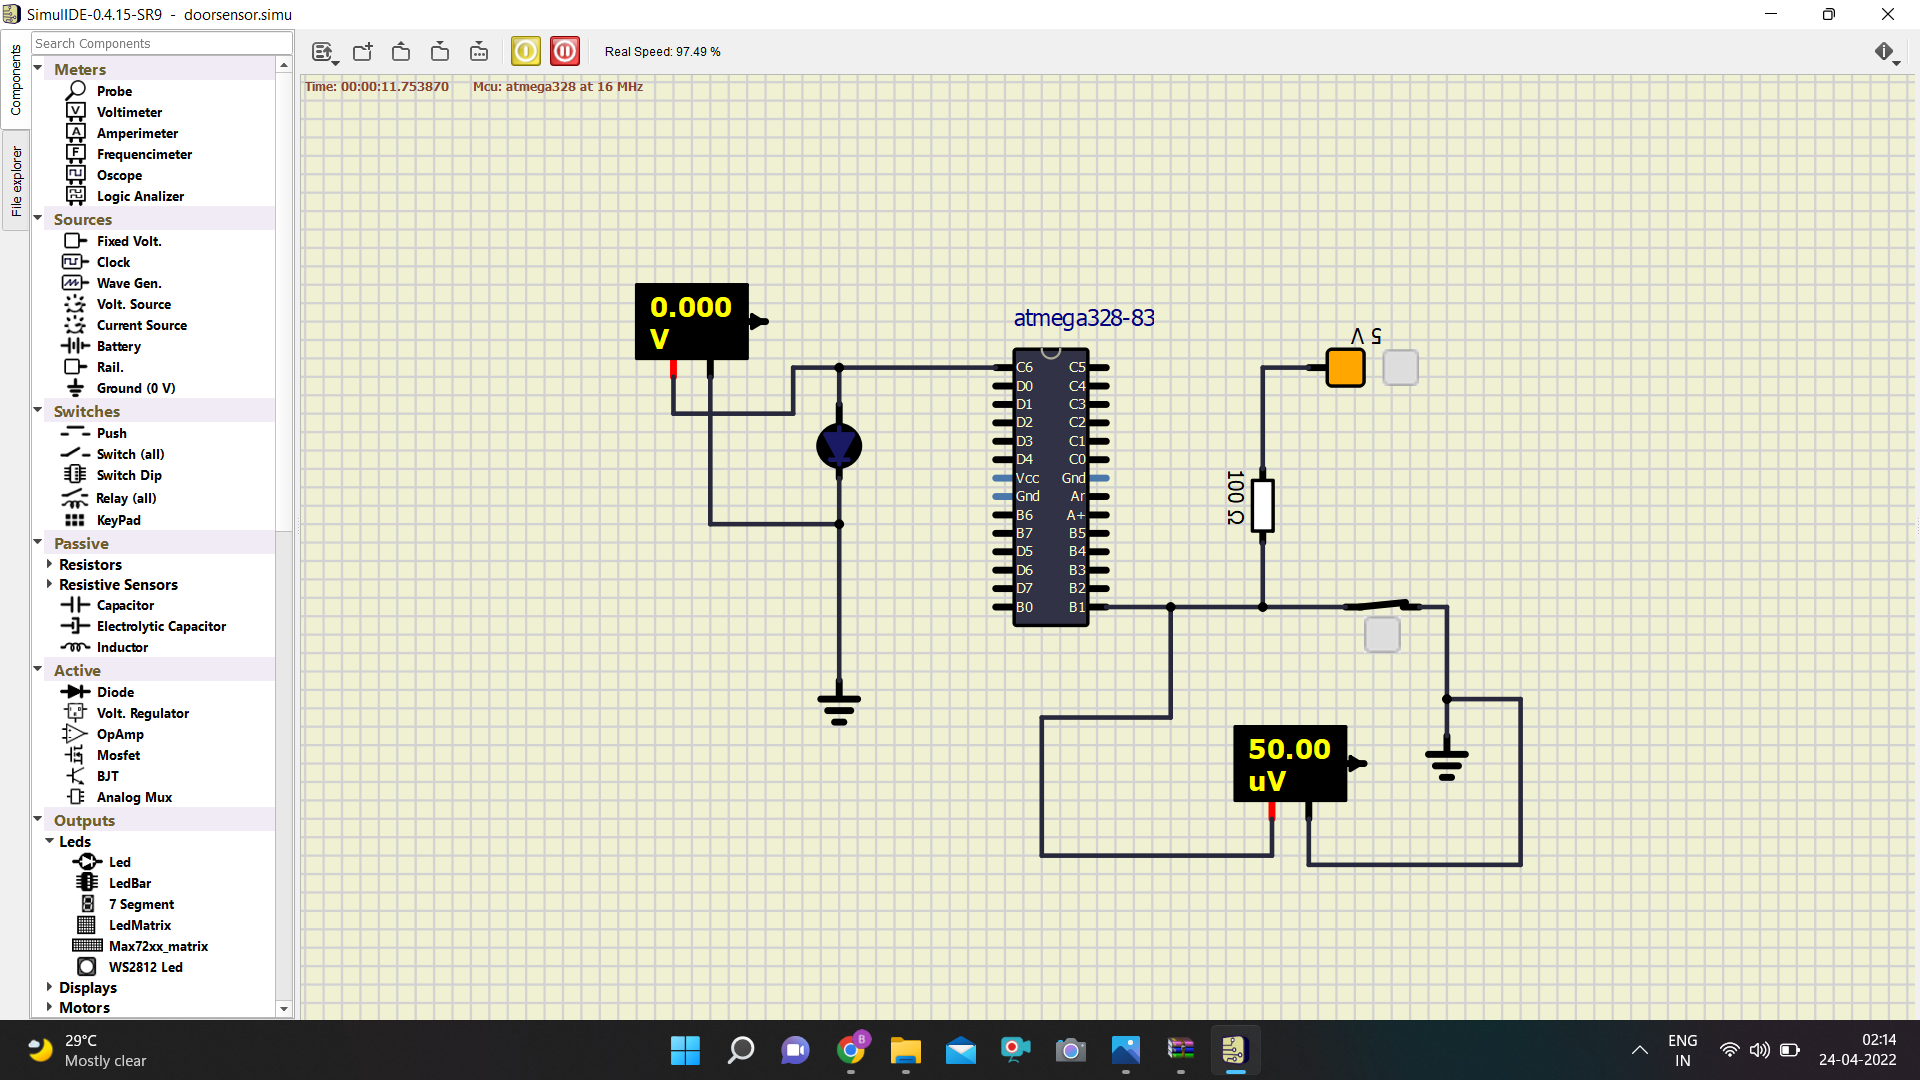 SimulIDE-0.4.15-SR9 - doorsensor.simu
Components
File explorer
Search Components
Meters
Probe
Voltimeter
Amperimeter
Frequencimeter
Oscope
Logic Analizer
Sources
Fixed Volt.
Clock
Wave Gen.
Volt. Source
Current Source
Battery
Rail.
Ground (0 V)
Switches
Push
Switch (all)
Switch Dip
Relay (all)
KeyPad
Passive
Resistors
Resistive Sensors
Capacitor
Electrolytic Capacitor
Inductor
Active
Diode
Volt. Regulator
OpAmp
Mosfet
BJT
Analog Mux
Outputs
Leds
Led
LedBar
7 Segment
LedMatrix
Max72xx_matrix
WS2812 Led
Displays
Motors
Real Speed: 97.49 %
Time: 00:00:11.753870 Mcu: atmega328 at 16 MHz
0.000
V
atmega328-83
C6 C5
D0 C4
D1 C3
D2 C2
D3 C1
D4 C0
Vcc Gnd
Gnd Ar
B6 A+
B7 B5
D5 B4
D6 B3
D7 B2
B0 B1
5 V
100 Ω
50.00
uV
29°C
Mostly clear
B
ENG
IN
02:14
24-04-2022